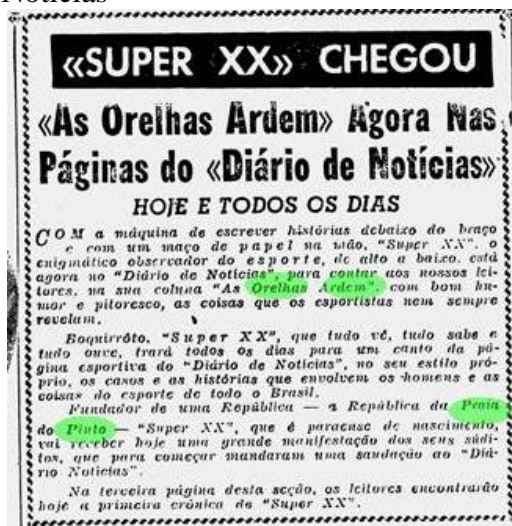 Notícias
«SUPER XX» CHEGOU
«As Orelhas Ardem» Agora Nas
Páginas do «Diário de Notícias»
HOJE E TODOS OS DIAS
COM a máquina de escrever histórias debaixo do braço
e com um maço de papel na mão, "Super XX", o
enigmático observador do esporte, de alto a baixo, está
agora no "Diário de Notícias", para contar aos nossos lei-
tores, na sua coluna "As Orelhas Ardem", com bom hu-
mor e pitoresco, as coisas que os esportistas nem sempre
revelam.
Boquirrôto, "Super XX", que tudo vê, tudo sabe e
tudo ouve, trará todos os dias para um canto da pá-
gina esportiva do "Diário de Notícias", no seu estilo pró-
prio, os casos e as histórias que envolvem os homens e as
coisas do esporte de todo o Brasil.
Fundador de uma República — a República da Praia
do Pinto — "Super XX", que é paraense de nascimento,
vai receber hoje uma grande manifestação dos seus súdi-
tos, que para começar mandaram uma saudação ao "Diá-
rio Notícias".
Na terceira página desta secção, os leitores encontrarão
hoje a primeira crônica de "Super XX".